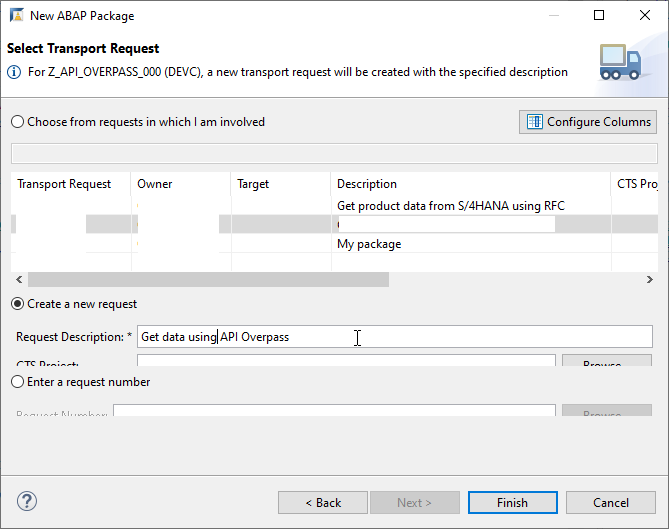 New ABAP Package
Select Transport Request
For Z_API_OVERPASS_000 (DEVC), a new transport request will be created with the specified description
Choose from requests in which I am involved
Configure Columns
Transport Request Owner Target Description CTS Proj
Get product data from S/4HANA using RFC
My package
Create a new request
Request Description: * Get data using API Overpass
CTS Project: Browse...
Enter a request number
Request Number: Browse...
? < Back Next > Finish Cancel